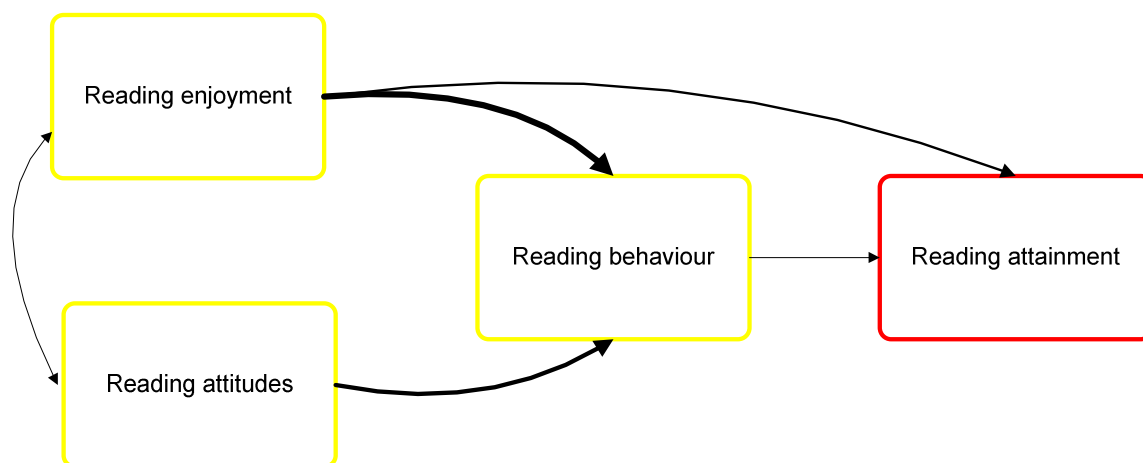 Reading enjoyment
Reading behaviour
Reading attainment
Reading attitudes